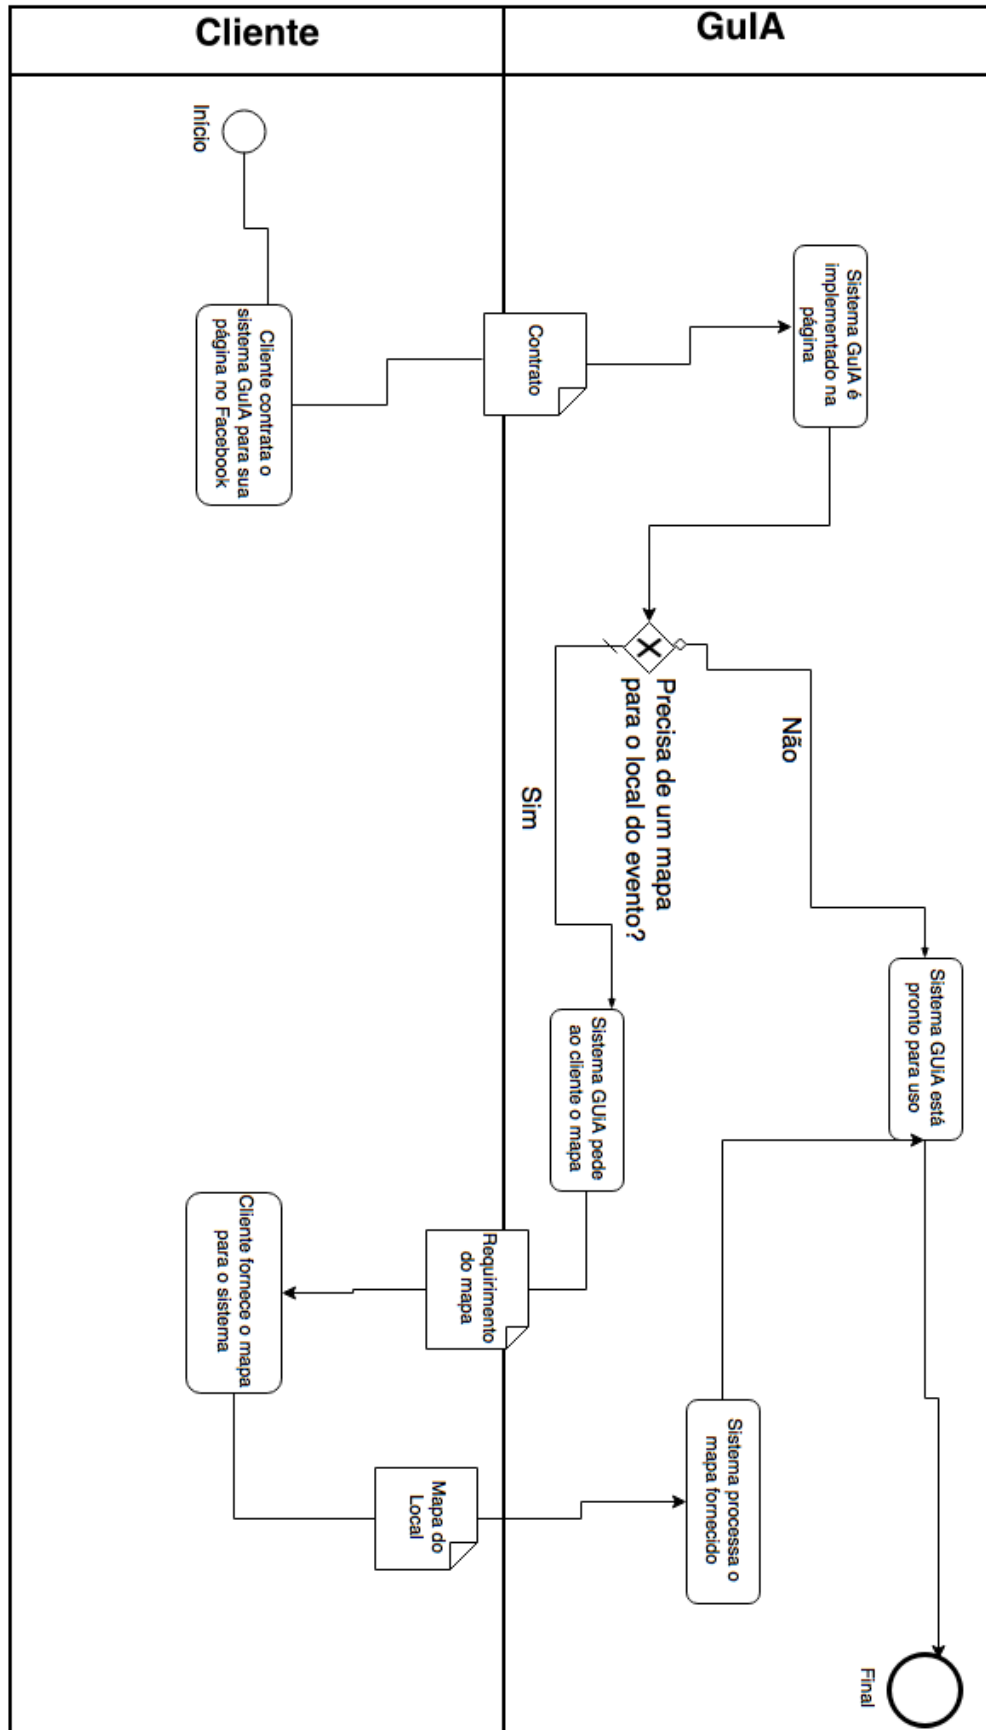 Cliente
GuIA
Início
Cliente contrata o
sistema GuIA para sua
página no Facebook
Contrato
Sistema GuIA é
implementado na
página
Precisa de um mapa
para o local do evento?
Não
Sim
Sistema GUiA está
pronto para uso
Sistema GUiA pede
ao cliente o mapa
Requirimento
do mapa
Cliente fornece o mapa
para o sistema
Mapa do
Local
Sistema processa o
mapa fornecido
Final